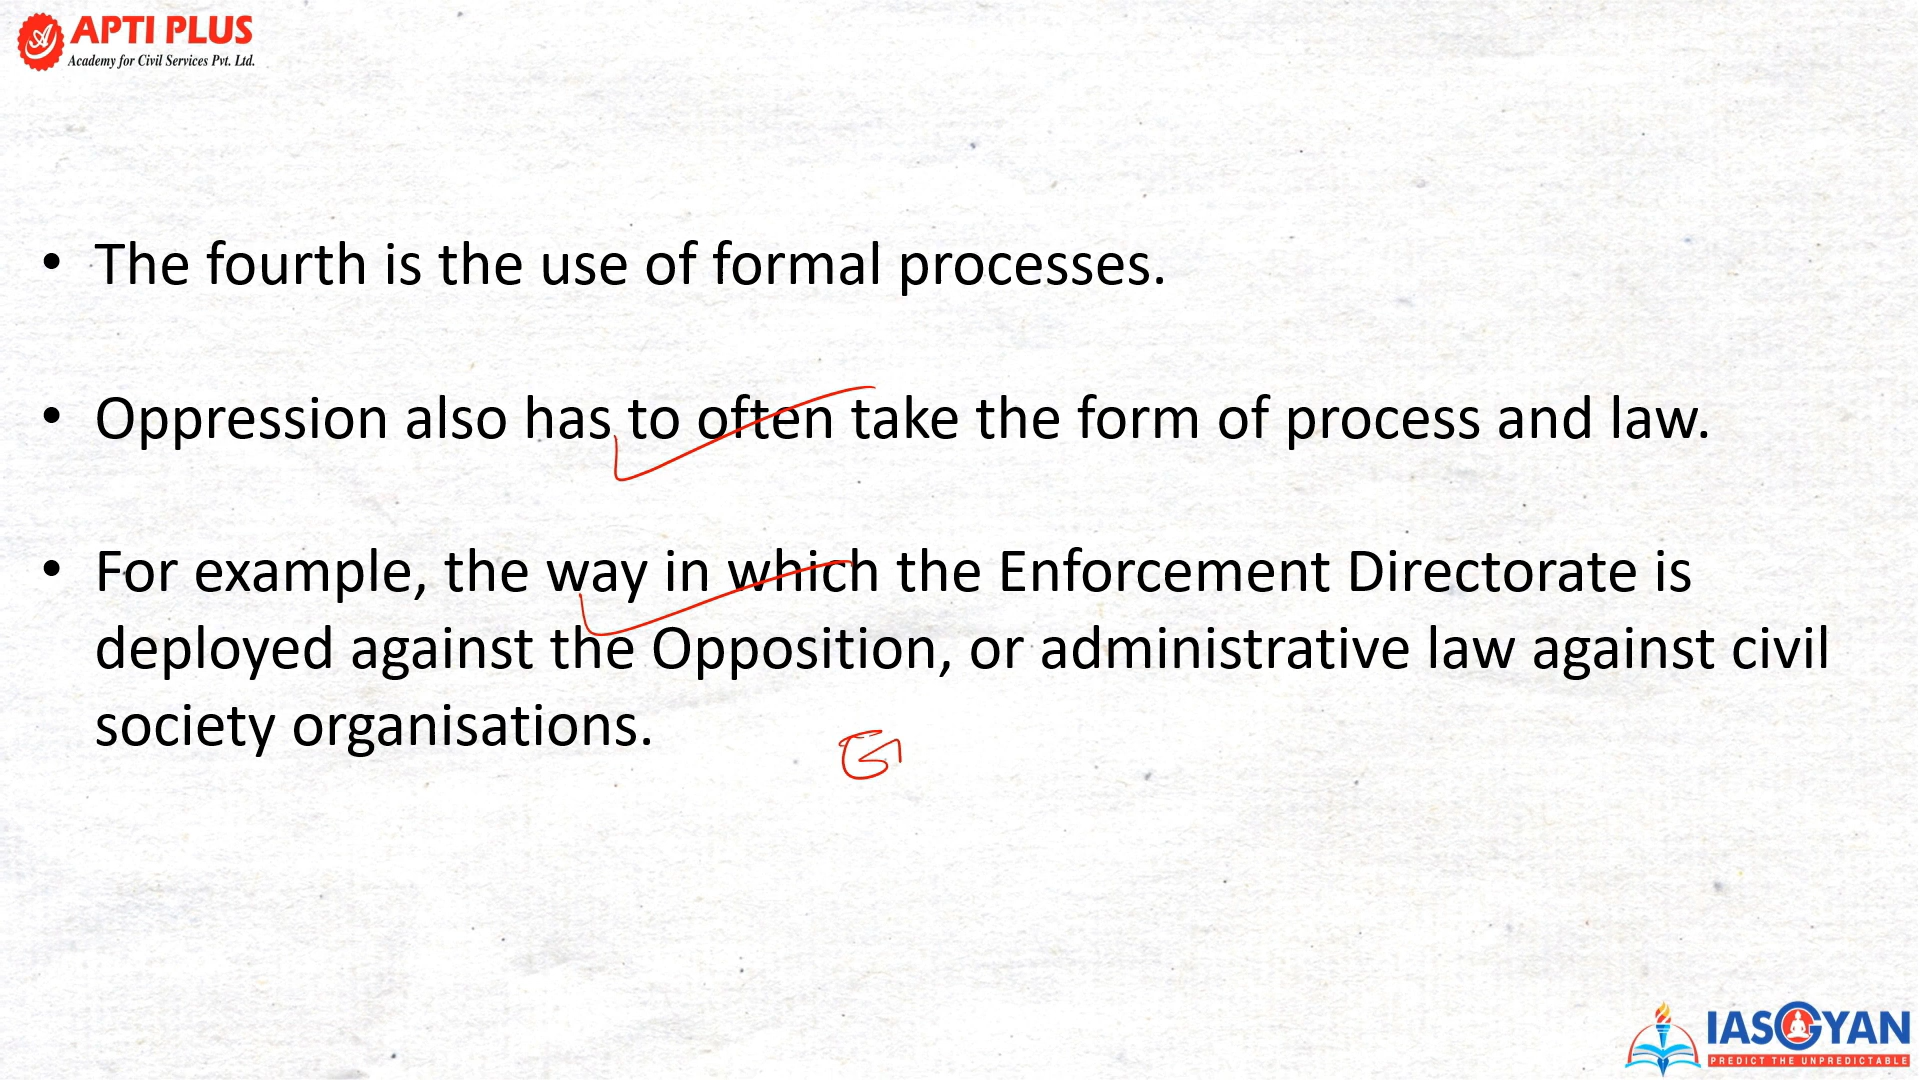 APTI PLUS
Academy for Civil Services Pvt. Ltd.
• The fourth is the use of formal processes.
• Oppression also has to often take the form of process and law.
• For example, the way in which the Enforcement Directorate is
deployed against the Opposition, or administrative law against civil
society organisations.
IASGYAN
PREDICT THE UNPREDICTABLE